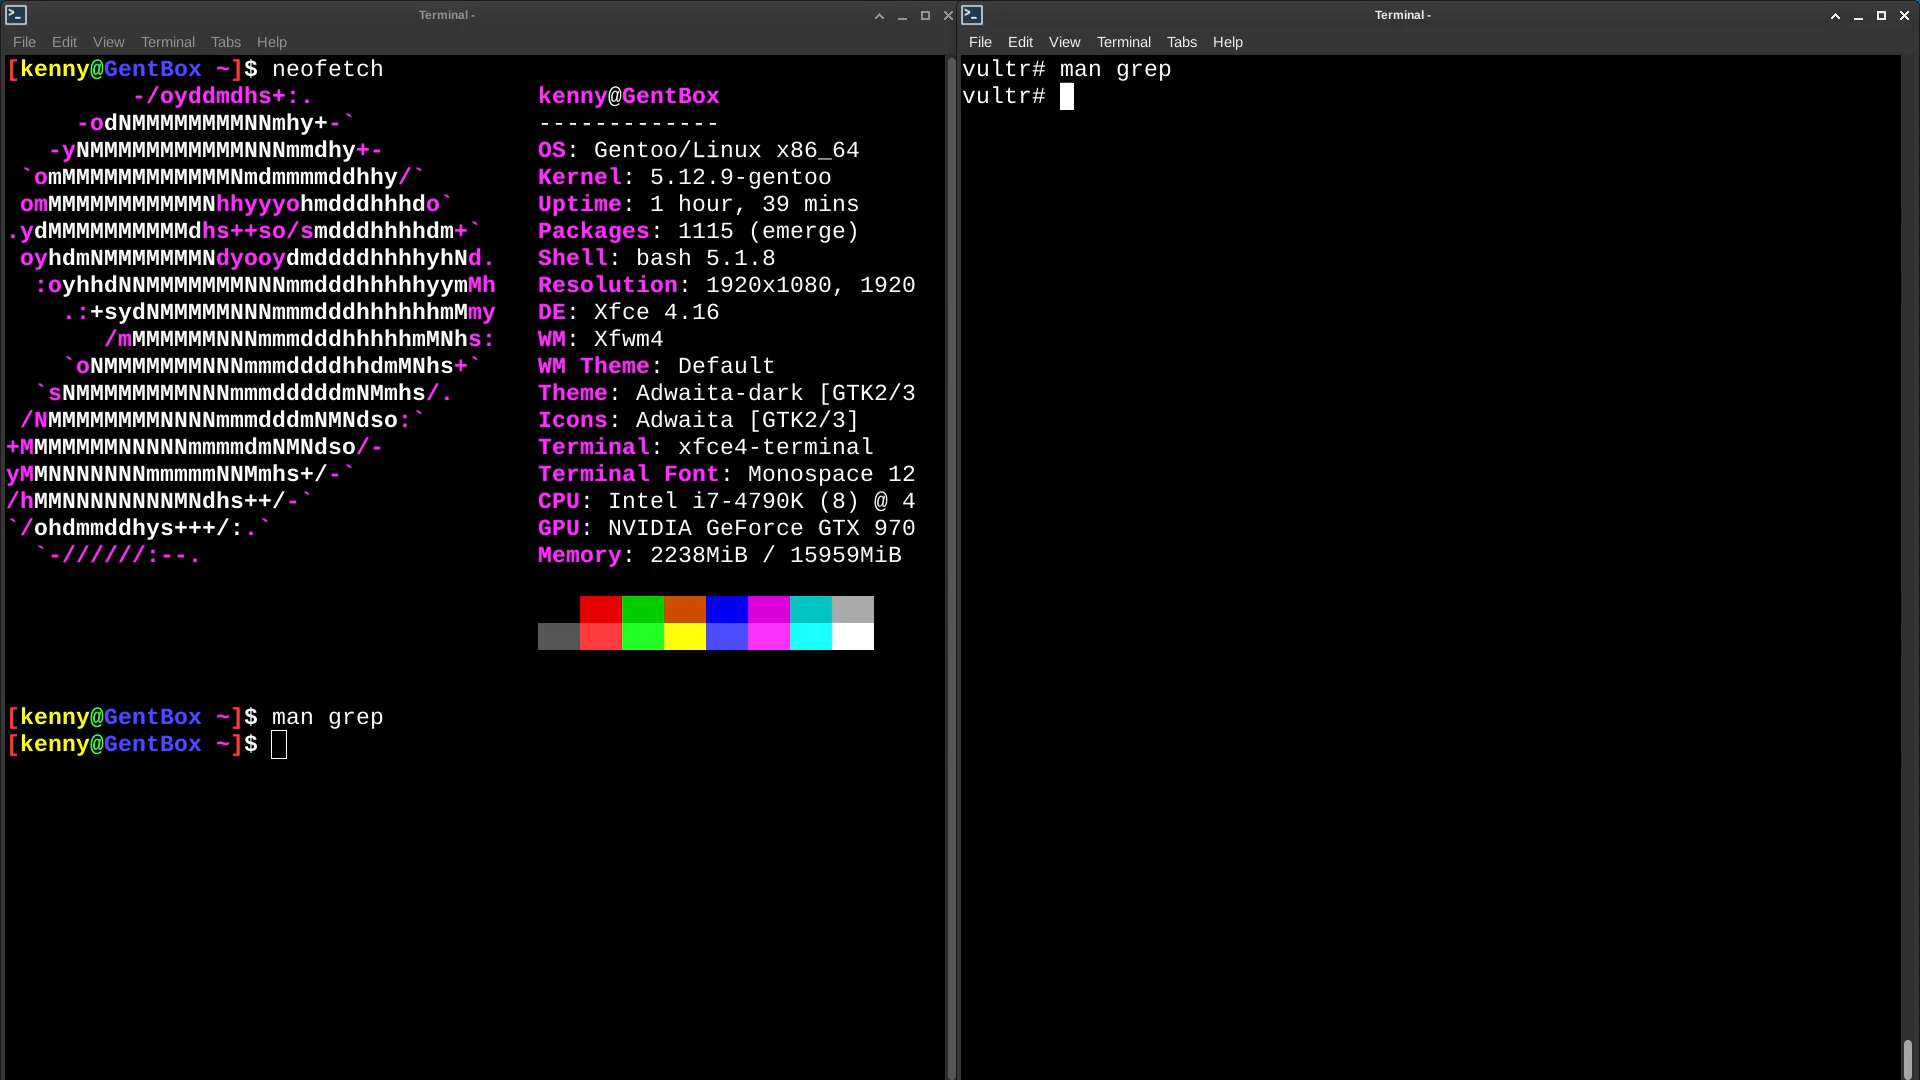 Terminal -
File Edit View Terminal Tabs Help
[kenny@GentBox ~]$ neofetch
-/oyddmdhs+:.
-odNMMMMMMMMNNmhy+-`
-yNMMMMMMMMMMMNNNmmdhy+-
`omMMMMMMMMMMMMNmdmmmmddhhy/`
omMMMMMMMMMMMNhhyyyohmdddhhhdo`
.ydMMMMMMMMMMdhs++so/smdddhhhhdm+`
oyhdmNMMMMMMMNdyooydmddddhhhhyhNd.
:oyhhdNNMMMMMMMNNNmmdddhhhhhyymMh
.:+sydNMMMMMNNNmmmdddhhhhhhmMmy
/mMMMMMMNNNmmmdddhhhhhmMNhs:
`oNMMMMMMMNNNmmmddddhhdmMNhs+`
`sNMMMMMMMMNNNmmmdddddmNMmhs/.
/NMMMMMMMMNNNNmmmdddmNMNdso:`
+MMMMMMMNNNNNmmmmdmNMNdso/-
yMMNNNNNNNmmmmmNNMmhs+/-`
/hMMNNNNNNNNMNdhs++/-`
`/ohdmmddhys+++/:.`
`-//////:--.
kenny@GentBox
-------------
OS: Gentoo/Linux x86_64
Kernel: 5.12.9-gentoo
Uptime: 1 hour, 39 mins
Packages: 1115 (emerge)
Shell: bash 5.1.8
Resolution: 1920x1080, 1920
DE: Xfce 4.16
WM: Xfwm4
WM Theme: Default
Theme: Adwaita-dark [GTK2/3
Icons: Adwaita [GTK2/3]
Terminal: xfce4-terminal
Terminal Font: Monospace 12
CPU: Intel i7-4790K (8) @ 4
GPU: NVIDIA GeForce GTX 970
Memory: 2238MiB / 15959MiB
[kenny@GentBox ~]$ man grep
[kenny@GentBox ~]$
Terminal -
File Edit View Terminal Tabs Help
vultr# man grep
vultr#